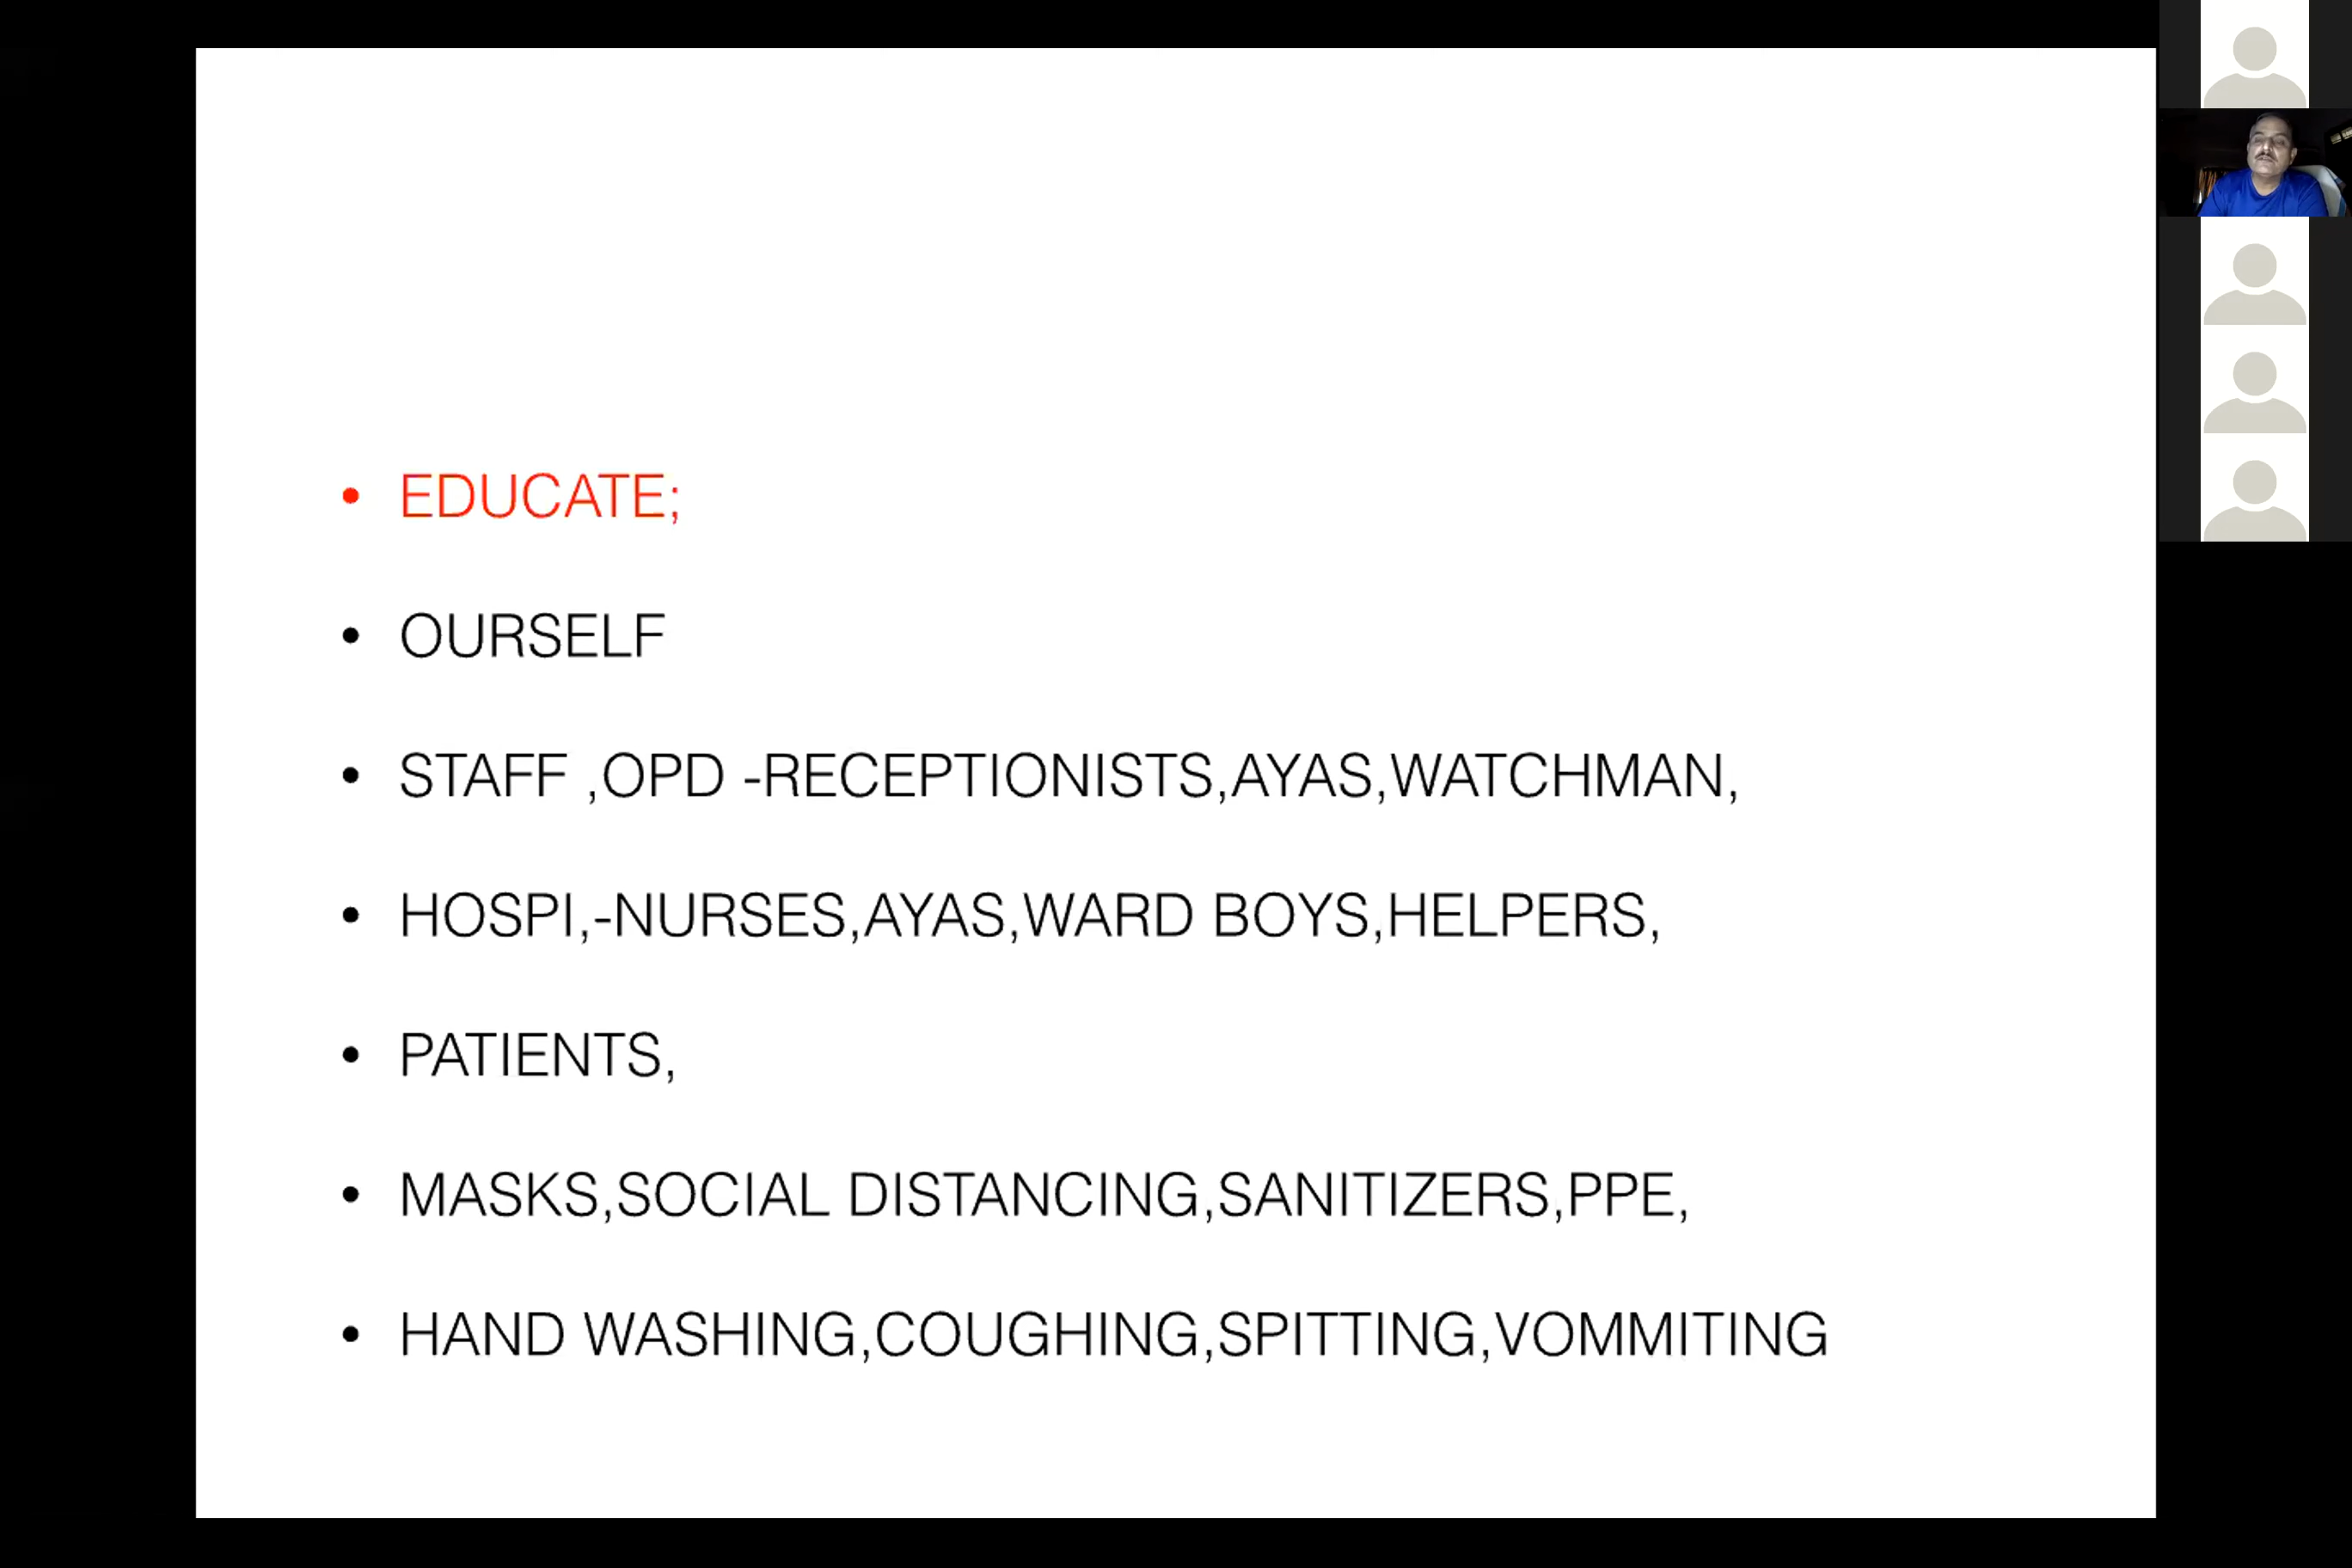 • EDUCATE;
• OURSELF
• STAFF ,OPD -RECEPTIONISTS,AYAS,WATCHMAN,
• HOSPI,-NURSES,AYAS,WARD BOYS,HELPERS,
• PATIENTS,
• MASKS,SOCIAL DISTANCING,SANITIZERS,PPE,
• HAND WASHING,COUGHING,SPITTING,VOMMITING